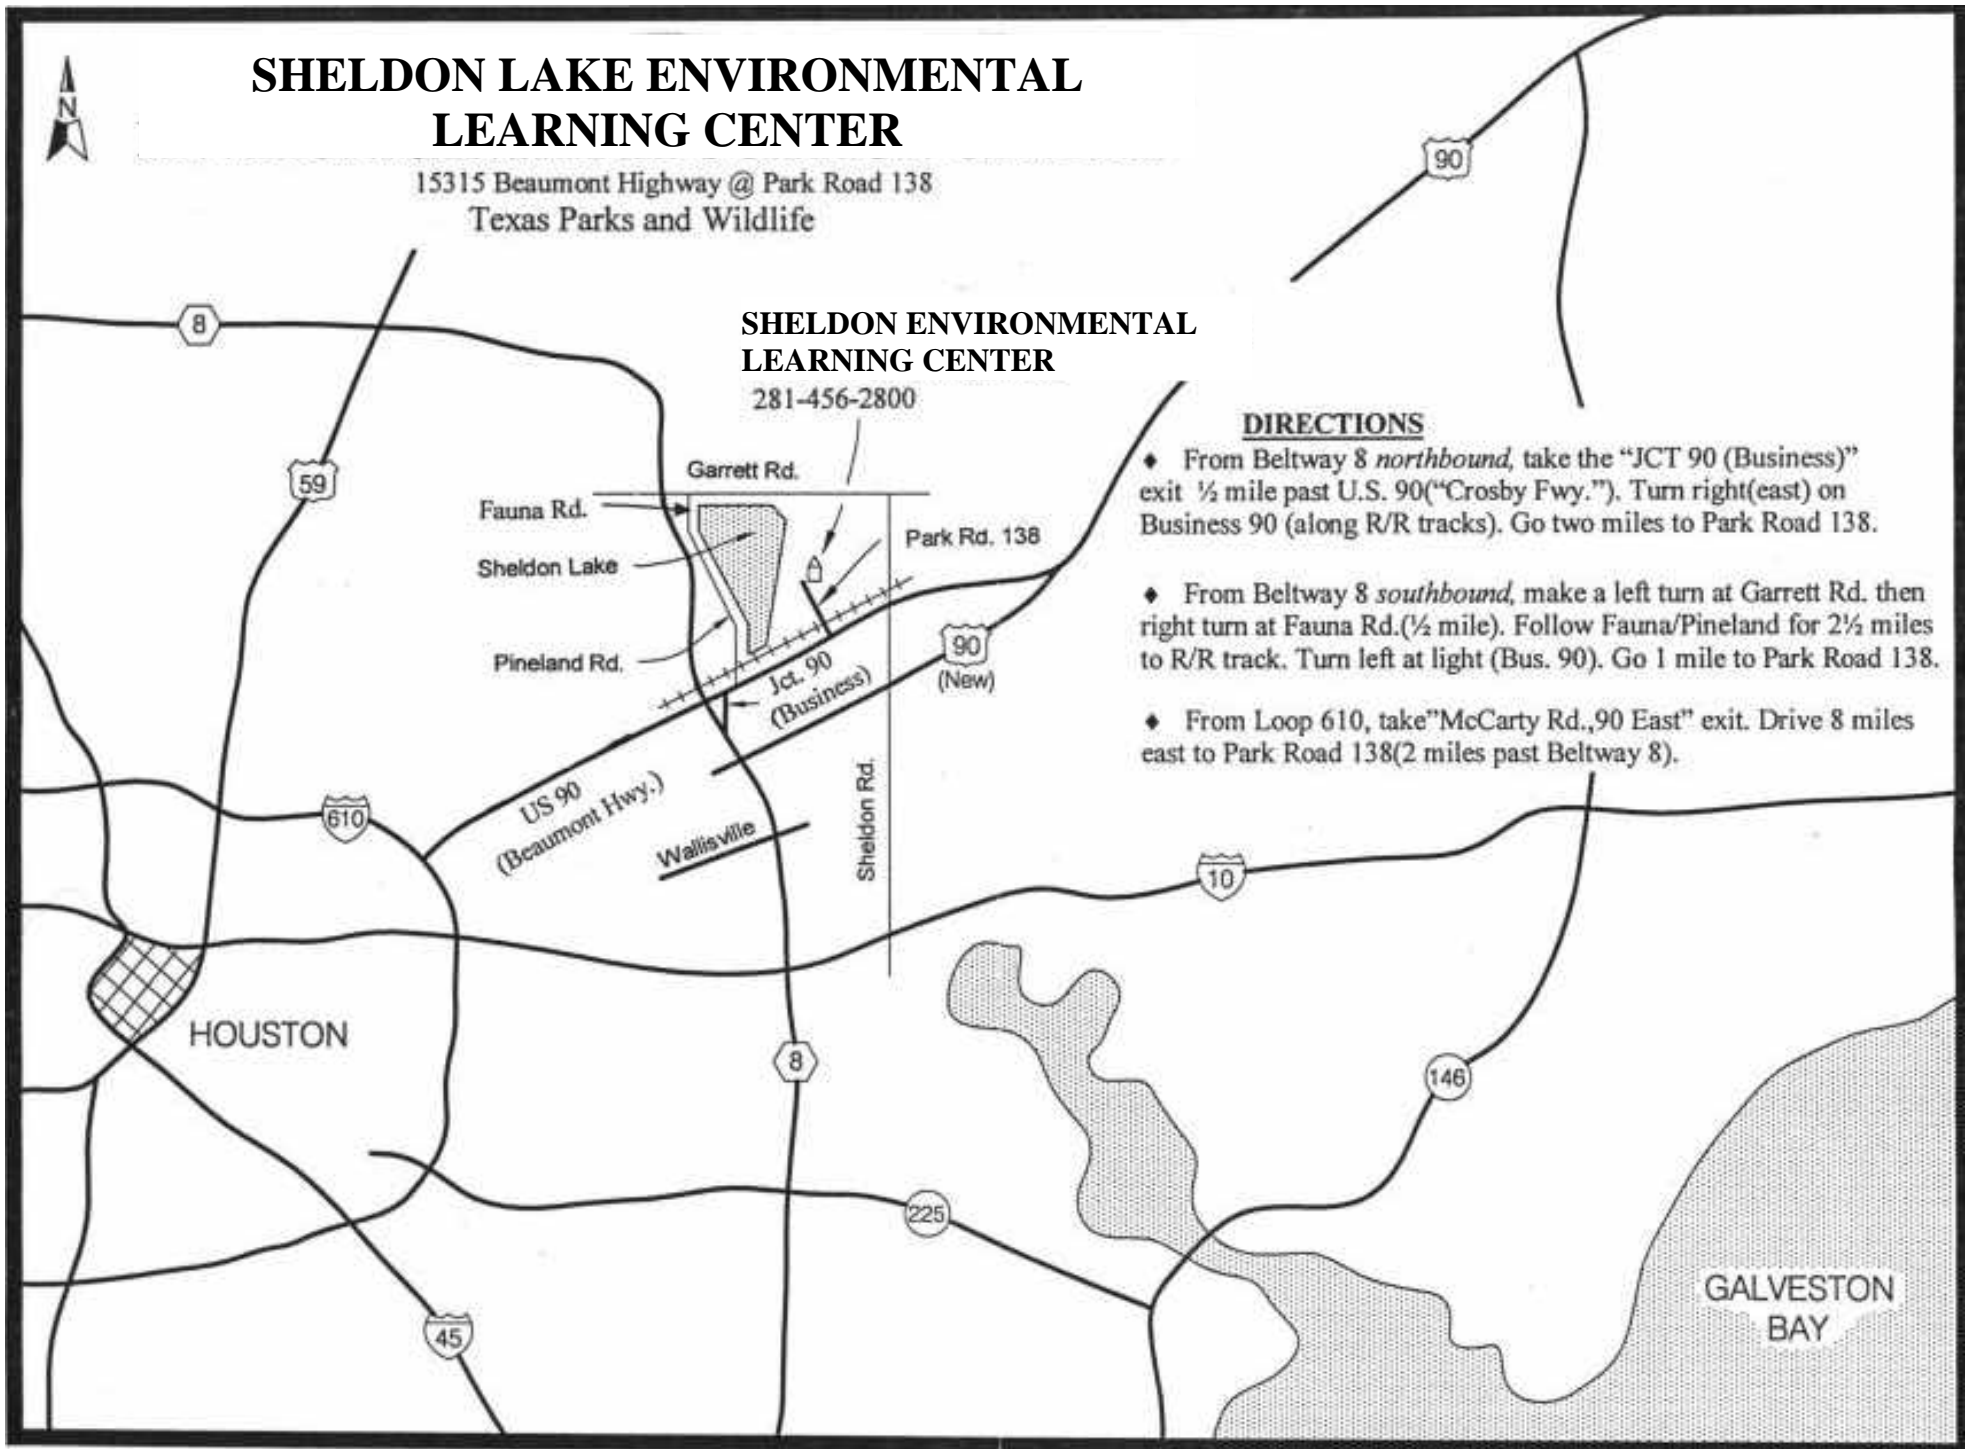 N
SHELDON LAKE ENVIRONMENTAL
LEARNING CENTER
15315 Beaumont Highway @ Park Road 138
Texas Parks and Wildlife
90
8
SHELDON ENVIRONMENTAL
LEARNING CENTER
281-456-2800
DIRECTIONS
♦ From Beltway 8 northbound, take the “JCT 90 (Business)”
exit ½ mile past U.S. 90(“Crosby Fwy.”). Turn right(east) on
Business 90 (along R/R tracks). Go two miles to Park Road 138.
♦ From Beltway 8 southbound, make a left turn at Garrett Rd. then
right turn at Fauna Rd.(½ mile). Follow Fauna/Pineland for 2½ miles
to R/R track. Turn left at light (Bus. 90). Go 1 mile to Park Road 138.
♦ From Loop 610, take”McCarty Rd.,90 East” exit. Drive 8 miles
east to Park Road 138(2 miles past Beltway 8).
59
Garrett Rd.
Fauna Rd.
Park Rd. 138
Sheldon Lake
Pineland Rd.
90
(New)
Jct. 90
(Business)
US 90
(Beaumont Hwy.)
610
Wallisville
Sheldon Rd.
10
HOUSTON
8
146
225
45
GALVESTON
BAY